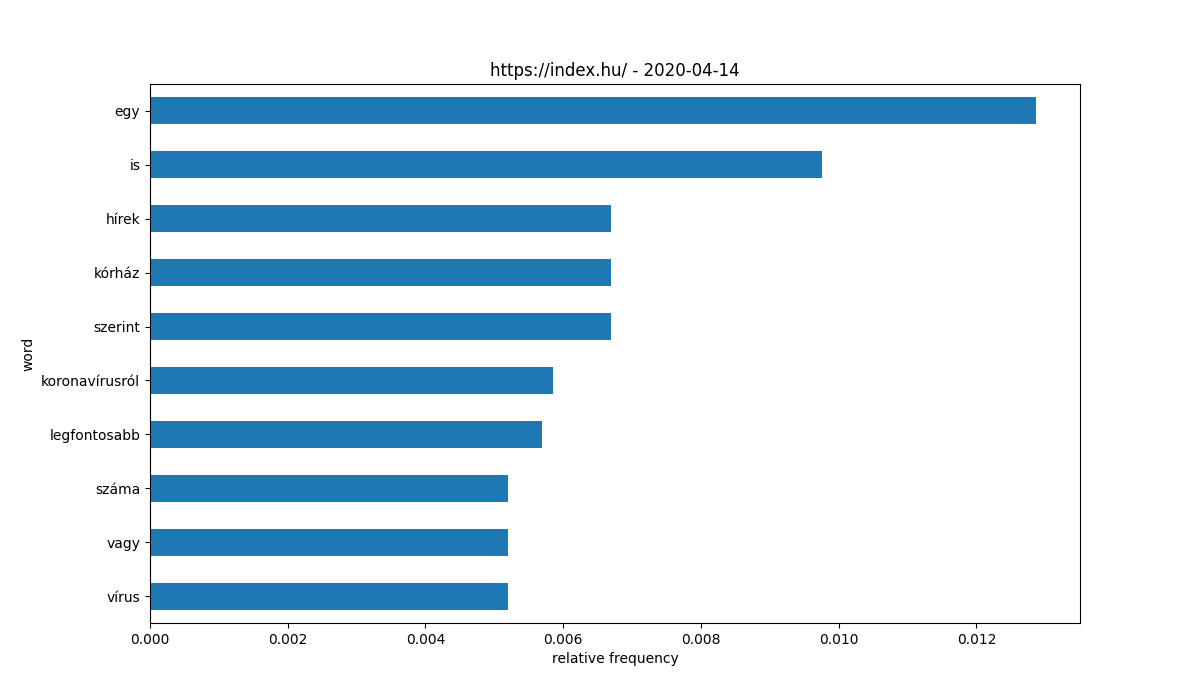 https://index.hu/ - 2020-04-14
egy
is
hírek
kórház
szerint
koronavírusról
legfontosabb
száma
vagy
vírus
word
0.000 0.002 0.004 0.006 0.008 0.010 0.012
relative frequency